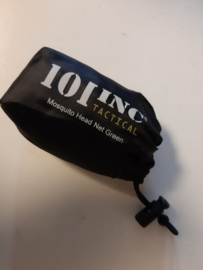 101 INC
TACTICAL
Mosquito Head Net Green